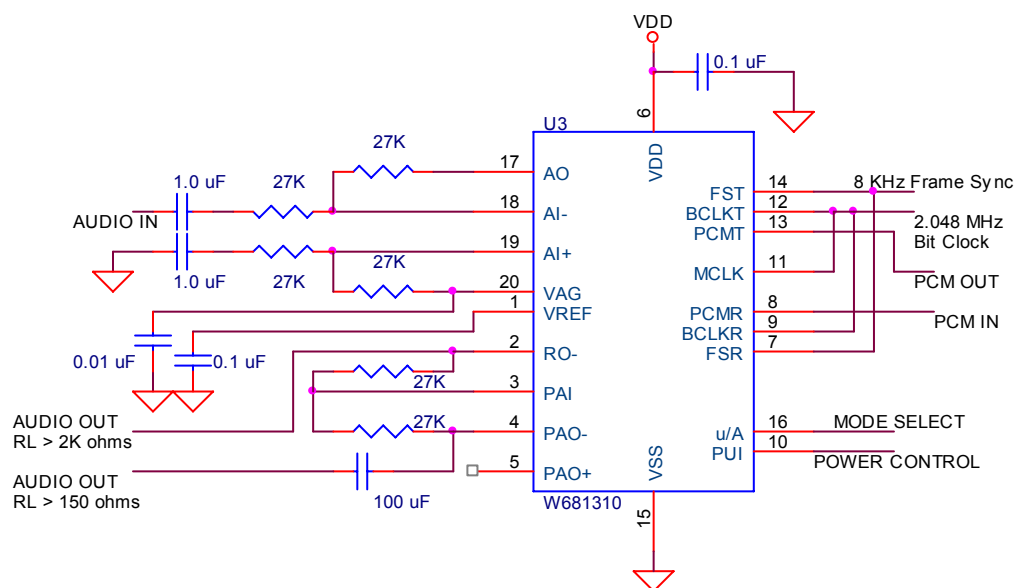 VDD
0.1 uF
U3
6
VDD
27K
17
AO
1.0 uF
27K
AUDIO IN
18
AI-
19
AI+
1.0 uF
27K
27K
20
VAG
1
VREF
0.01 uF
0.1 uF
2
RO-
27K
3
PAI
AUDIO OUT
RL > 2K ohms
27K
4
PAO-
AUDIO OUT
RL > 150 ohms
100 uF
5
PAO+
14
FST
8 KHz Frame Sync
12
BCLKT
2.048 MHz
Bit Clock
13
PCMT
11
MCLK
PCM OUT
8
PCMR
PCM IN
9
BCLKR
7
FSR
16
u/A
MODE SELECT
10
PUI
POWER CONTROL
VSS
15
W681310